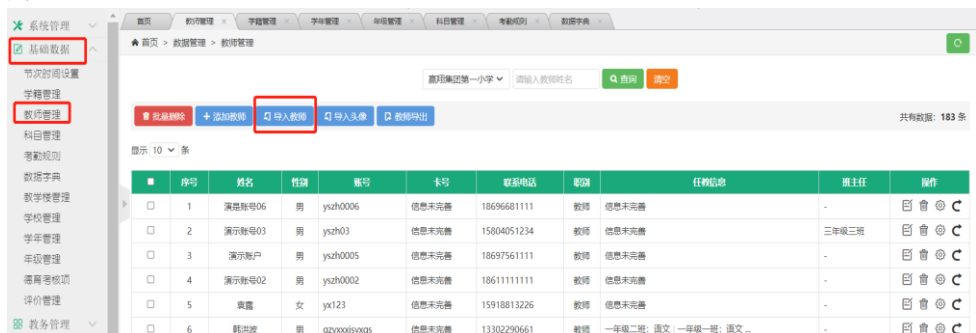 系统管理
首页 教师管理 × 学籍管理 × 学年管理 × 年级管理 × 科目管理 × 考勤规则 × 数据字典 ×
基础数据
首页 > 数据管理 > 教师管理
节次时间设置
学籍管理
教师管理
科目管理
考勤规则
数据字典
教学楼管理
学校管理
学年管理
年级管理
德育考核项
评价管理
教务管理
高翔集团第一小学 请输入教师姓名 查询 清空
批量删除 添加教师 导入教师 导入头像 教师导出 共有数据：183 条
显示 10 条
序号 姓名 性别 账号 卡号 联系电话 职别 任教信息 班主任 操作
1 演是账号06 男 yszh0006 信息未完善 18696681111 教师 信息未完善 -
2 演示账号03 男 yszh03 信息未完善 15804051234 教师 信息未完善 三年级三班
3 演示账户 男 yszh0005 信息未完善 18697561111 教师 信息未完善 -
4 演示账号02 男 yszh0002 信息未完善 18611111111 教师 信息未完善 -
5 袁露 女 yx123 信息未完善 15918813226 教师 信息未完善 -
6 韩洪波 男 信息未完善 13302290661 教师 一年级二班：语文 | 一年级一班：语文 ... -